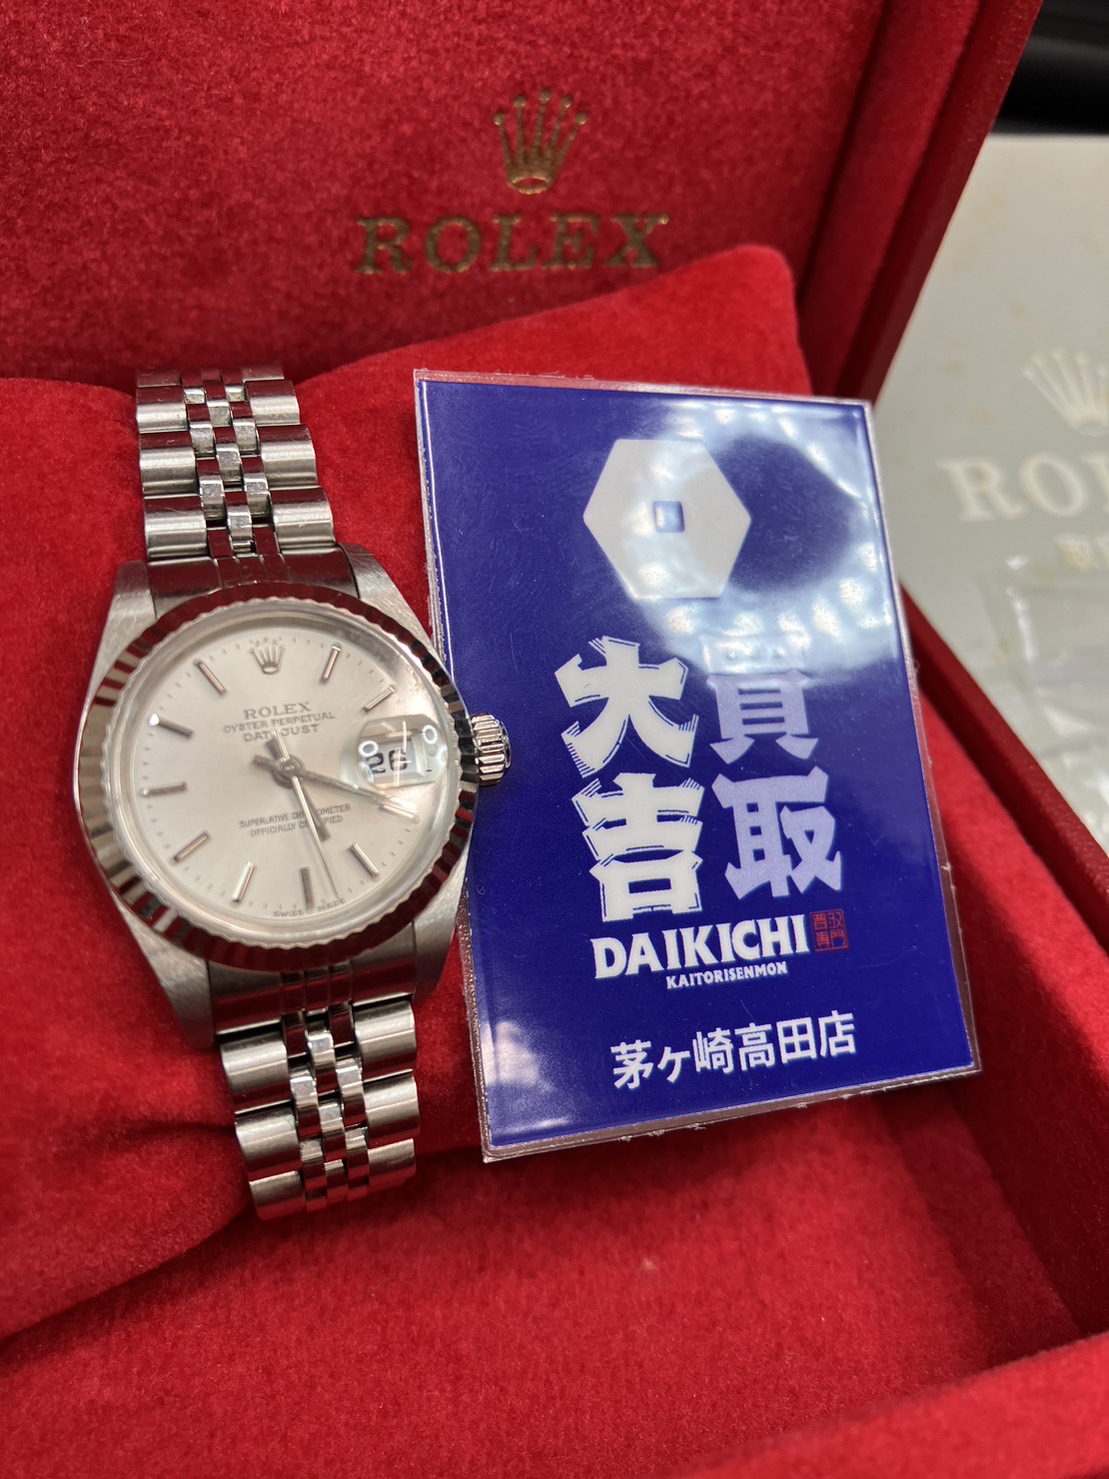 ROLEX
ROLEX
OYSTER PERPETUAL
DATEJUST
26
SUPERLATIVE CHRONOMETER
OFFICIALLY CERTIFIED
SWISS MADE
買取
大吉
DAIKICHI
KAITORISENMON
茅ヶ崎高田店
RO